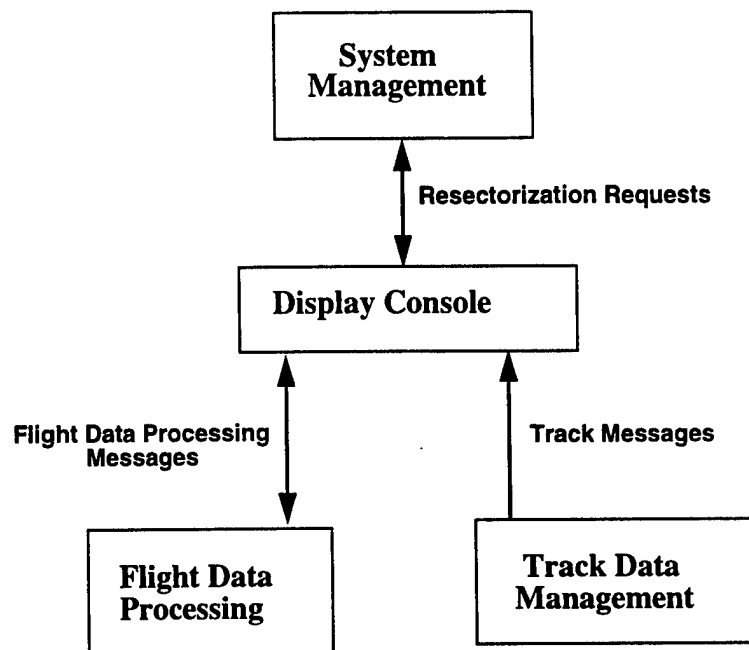 System
Management
Resectorization Requests
Display Console
Flight Data Processing
Messages
Track Messages
Flight Data
Processing
Track Data
Management